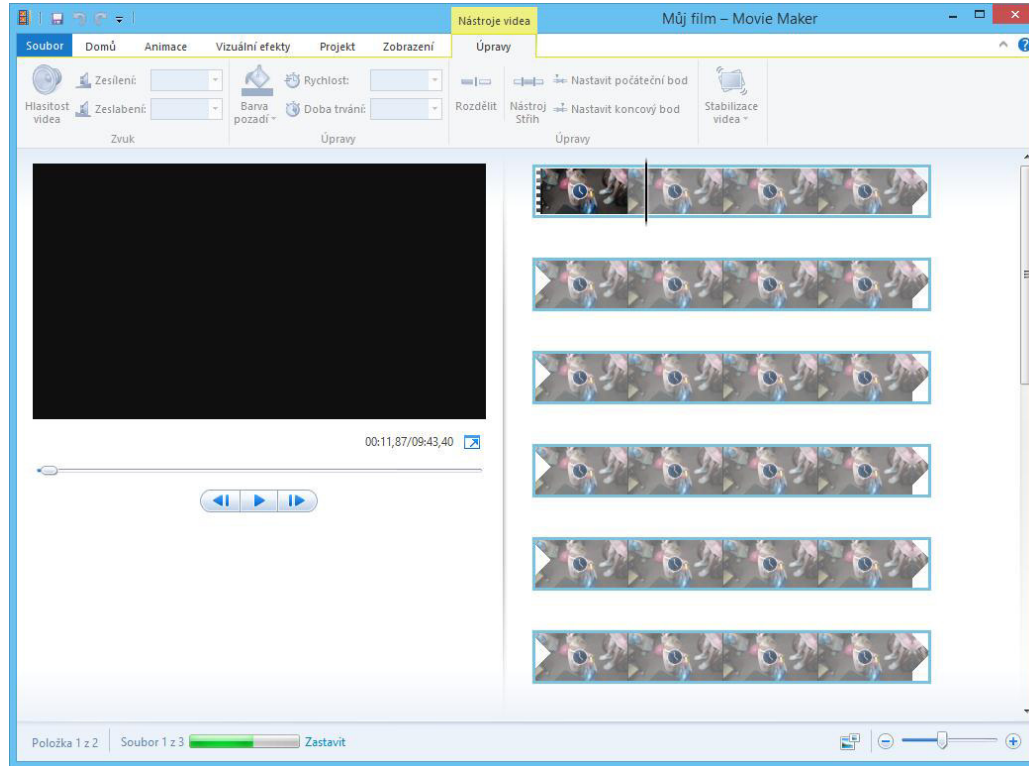 Nástroje videa
Můj film – Movie Maker
Soubor
Domů
Animace
Vizuální efekty
Projekt
Zobrazení
Úpravy
Hlasitost videa
Zesílení:
Zeslabení:
Zvuk
Barva pozadí
Rychlost:
Doba trvání:
Úpravy
Rozdělit
Nástroj Střih
Nastavit počáteční bod
Nastavit koncový bod
Úpravy
Stabilizace videa
00:11,87/09:43,40
Položka 1 z 2
Soubor 1 z 3
Zastavit